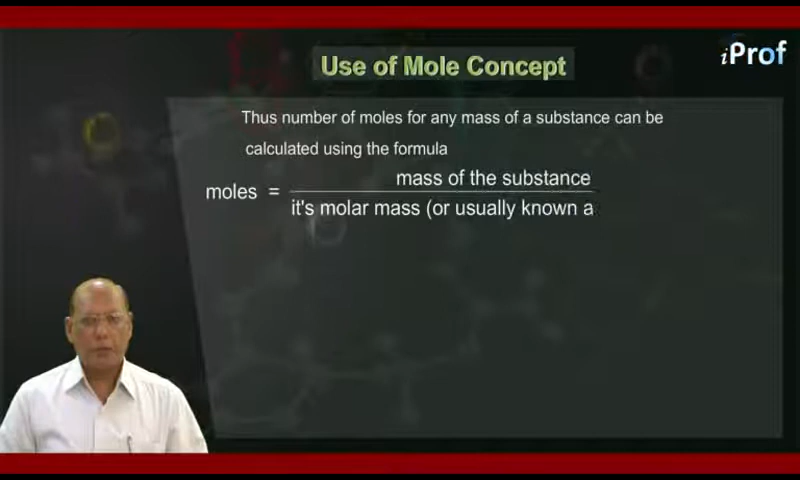 Use of Mole Concept
iProf
Thus number of moles for any mass of a substance can be
calculated using the formula
moles = mass of the substance
it's molar mass (or usually known a